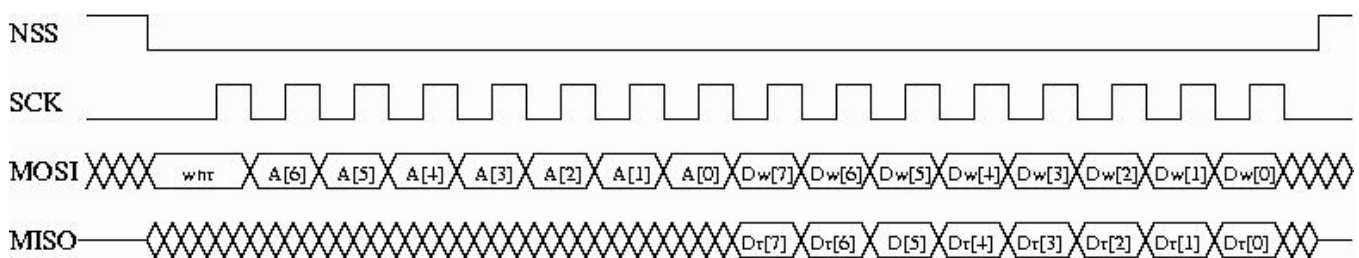 NSS
SCK
MOSI wnr A[6] A[5] A[4] A[3] A[2] A[1] A[0] Dw[7] Dw[6] Dw[5] Dw[4] Dw[3] Dw[2] Dw[1] Dw[0]
MISO Dr[7] Dr[6] D[5] Dr[4] Dr[3] Dr[2] Dr[1] Dr[0]